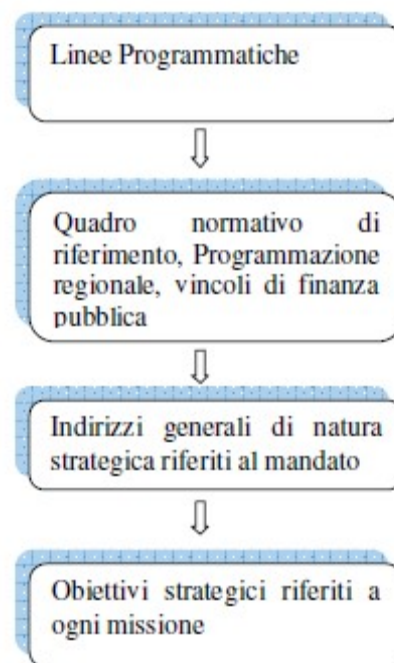 Linee Programmatiche
Quadro normativo di
riferimento, Programmazione
regionale, vincoli di finanza
pubblica
Indirizzi generali di natura
strategica riferiti al mandato
Obiettivi strategici riferiti a
ogni missione